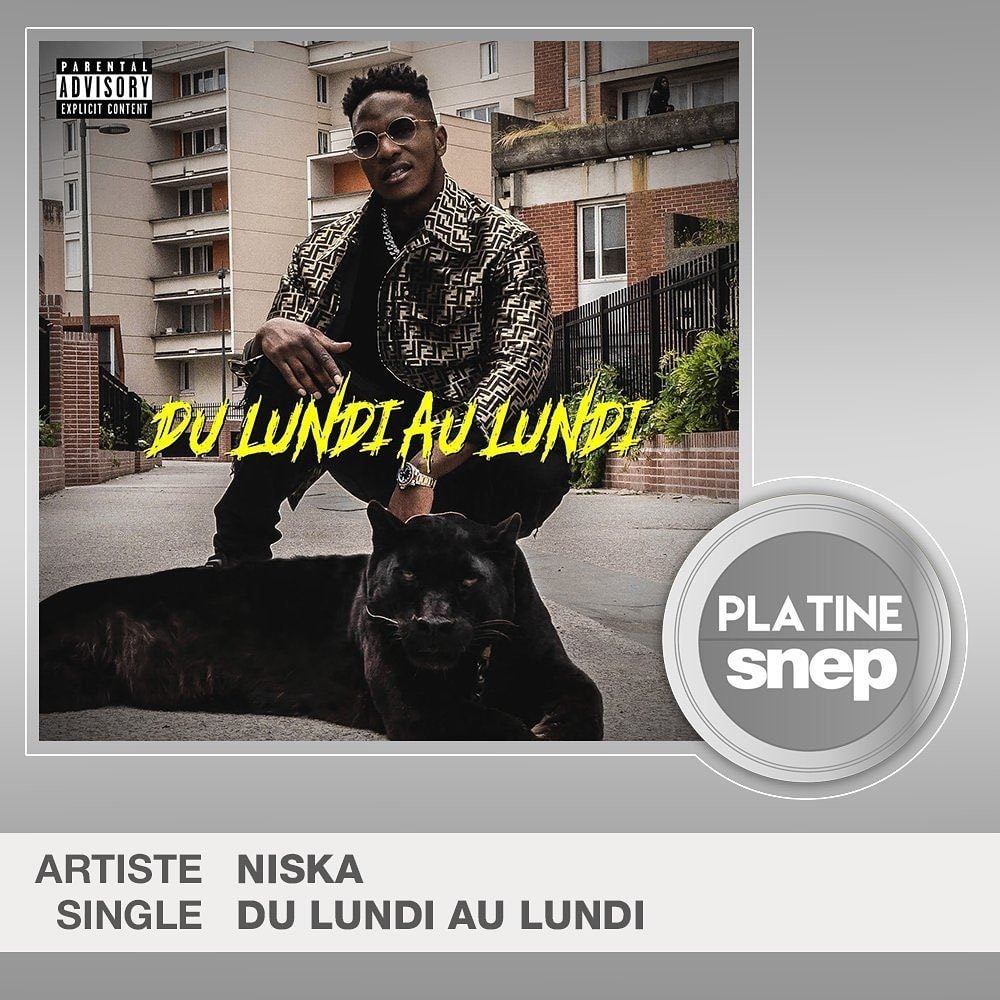 PARENTAL
ADVISORY
EXPLICIT CONTENT
DU LUNDI AU LUNDI
PLATINE
snep
ARTISTE NISKA
SINGLE DU LUNDI AU LUNDI